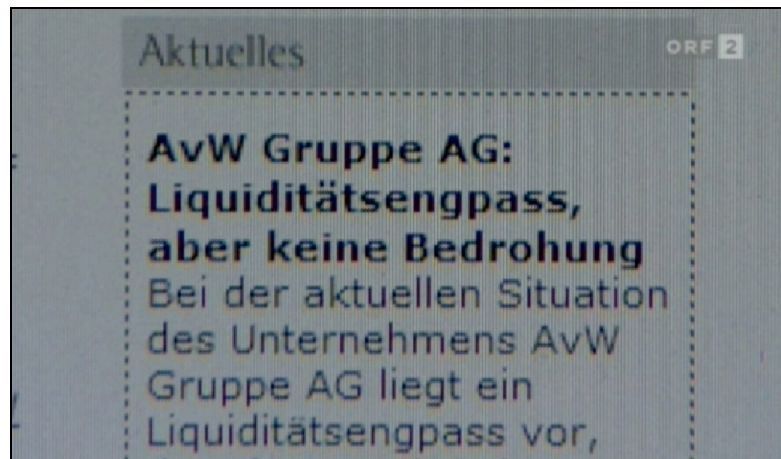 Aktuelles
ORF 2
AvW Gruppe AG:
Liquiditätsengpass,
aber keine Bedrohung
Bei der aktuellen Situation
des Unternehmens AvW
Gruppe AG liegt ein
Liquiditätsengpass vor,